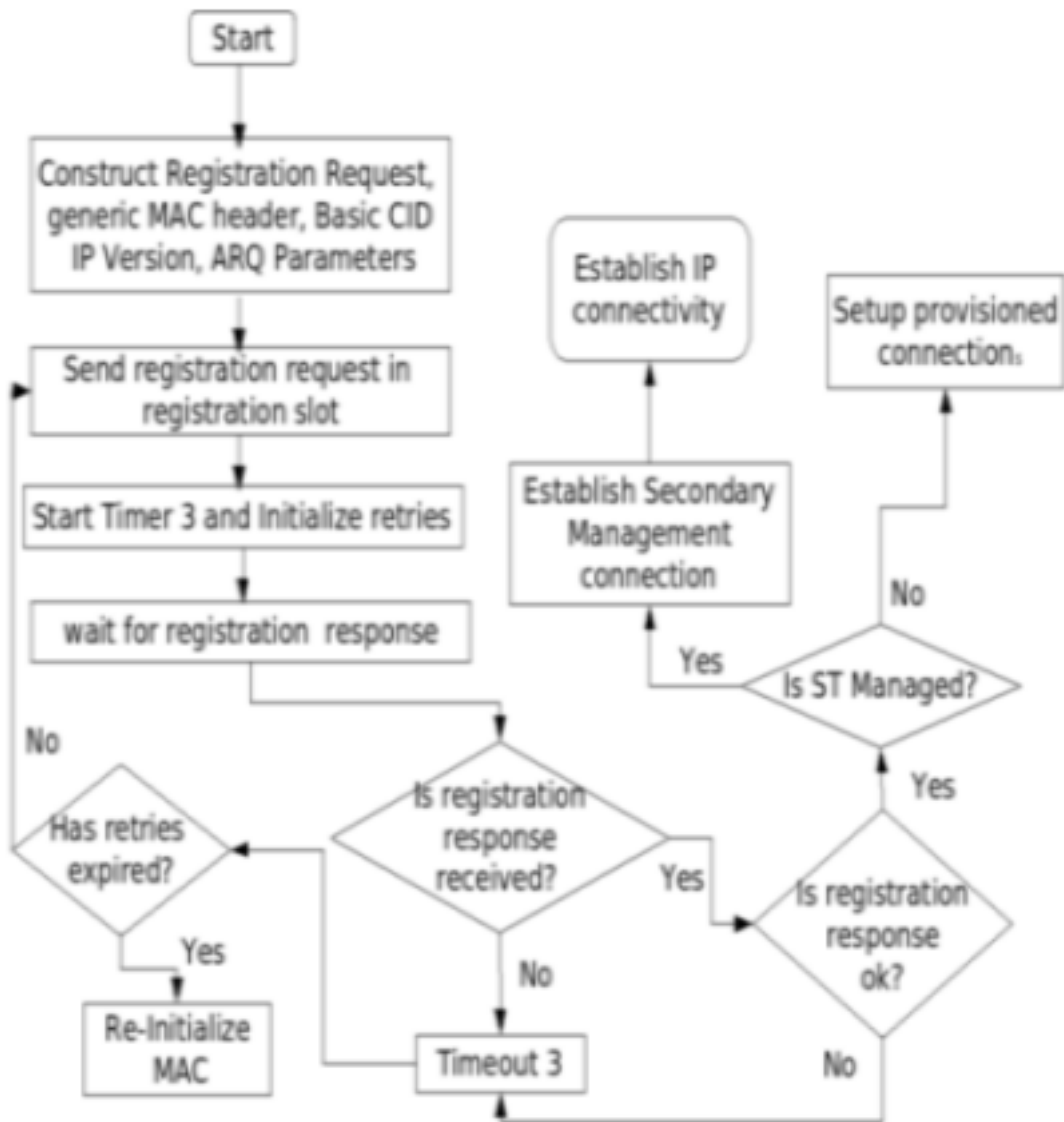 Start
Construct Registration Request,
generic MAC header, Basic CID
IP Version, ARQ Parameters
Send registration request in
registration slot
Start Timer 3 and Initialize retries
wait for registration response
Establish IP
connectivity
Setup provisioned
connections
Establish Secondary
Management
connection
No
Yes
Is ST Managed?
No
Has retries
expired?
Is registration
response
received?
Yes
Yes
Is registration
response
ok?
Yes
No
Re-Initialize
MAC
Timeout 3
No